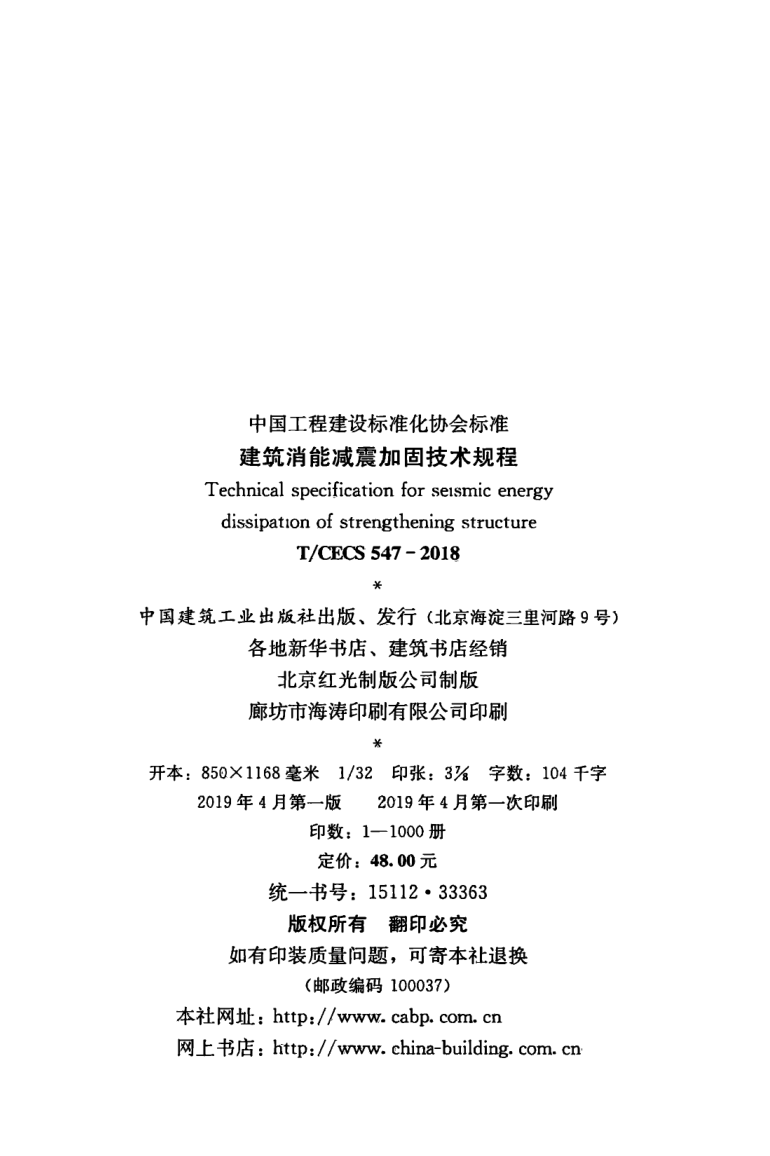 中国工程建设标准化协会标准
建筑消能减震加固技术规程
Technical specification for seismic energy
dissipation of strengthening structure
T/CECS 547-2018
*
中国建筑工业出版社出版、发行（北京海淀三里河路9号）
各地新华书店、建筑书店经销
北京红光制版公司制版
廊坊市海涛印刷有限公司印刷
*
开本：850×1168毫米 1/32 印张： 字数：104千字
2019年4月第一版 2019年4月第一次印刷
印数：1—1000册
定价：48.00元
统一书号：15112·33363
版权所有 翻印必究
如有印装质量问题，可寄本社退换
（邮政编码 100037）
本社网址：http://www.cabp.com.cn
网上书店：http://www.china-building.com.cn